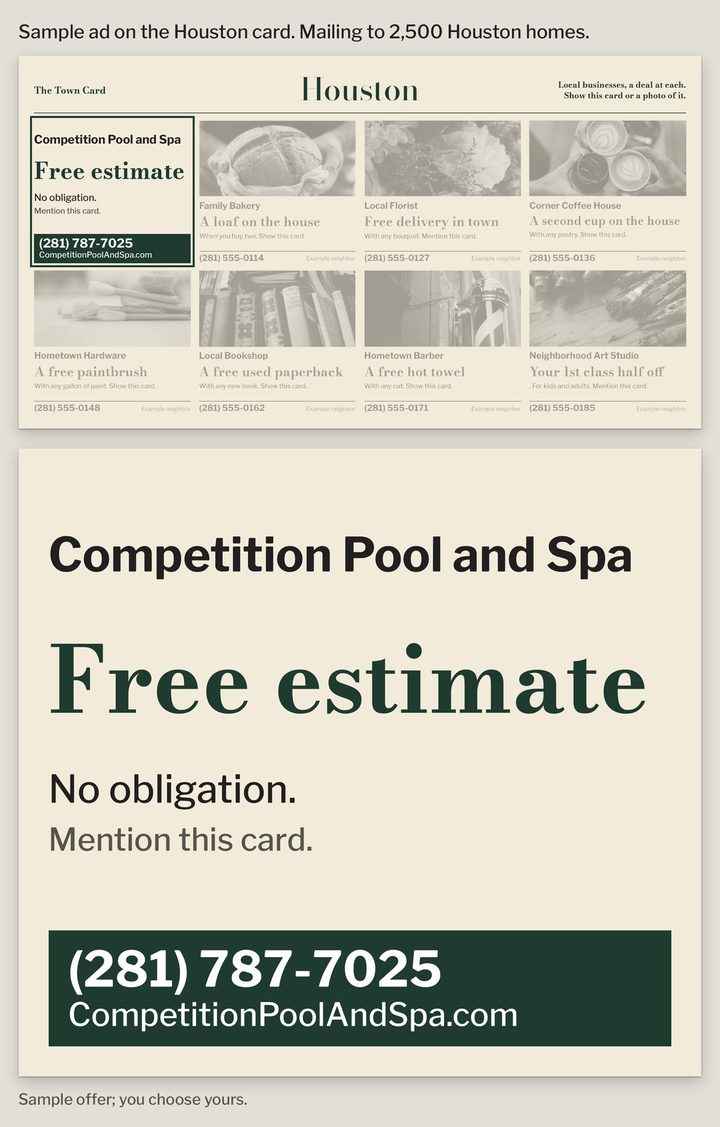 Sample ad on the Houston card. Mailing to 2,500 Houston homes.
The Town Card
Houston
Local businesses, a deal at each.
Show this card or a photo of it.
Competition Pool and Spa
Free estimate
No obligation.
Mention this card.
(281) 787-7025
CompetitionPoolAndSpa.com
Family Bakery
A loaf on the house
When you buy two. Show this card.
(281) 555-0114
Example neighbor
Local Florist
Free delivery in town
With any bouquet. Mention this card.
(281) 555-0127
Example neighbor
Corner Coffee House
A second cup on the house
With any pastry. Show this card.
(281) 555-0136
Example neighbor
Hometown Hardware
A free paintbrush
With any gallon of paint. Show this card.
(281) 555-0148
Example neighbor
Local Bookshop
A free used paperback
With any new book. Show this card.
(281) 555-0162
Example neighbor
Hometown Barber
A free hot towel
With any cut. Show this card.
(281) 555-0171
Example neighbor
Neighborhood Art Studio
Your 1st class half off
For kids and adults. Mention this card.
(281) 555-0185
Example neighbor
Competition Pool and Spa
Free estimate
No obligation.
Mention this card.
(281) 787-7025
CompetitionPoolAndSpa.com
Sample offer; you choose yours.